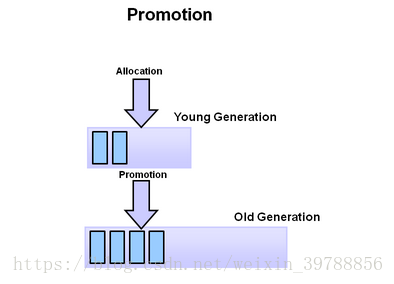 Promotion
Allocation
Young Generation
Promotion
Old Generation
https://blog.csdn.net/weixin_39788856